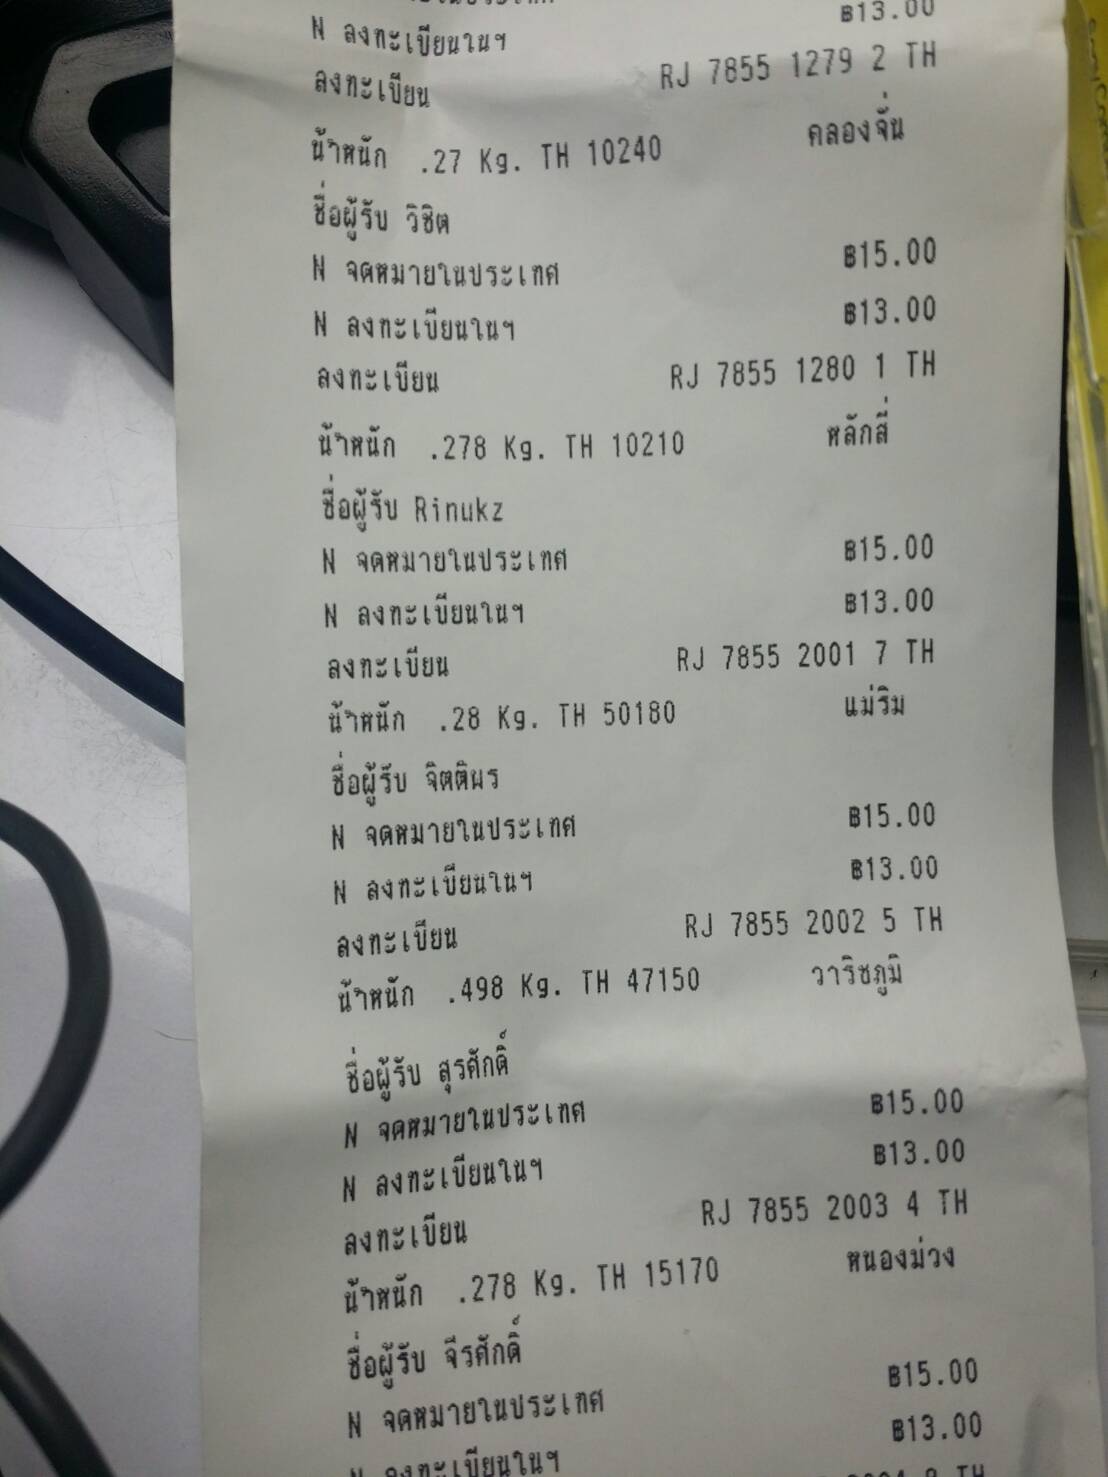 ฿13.00
N ลงทะเบียนในฯ
ลงทะเบียน RJ 7855 1279 2 TH
น้ำหนัก .27 Kg. TH 10240 คลองจั่น
ชื่อผู้รับ วิชิต
N จดหมายในประเทศ ฿15.00
N ลงทะเบียนในฯ ฿13.00
ลงทะเบียน RJ 7855 1280 1 TH
น้ำหนัก .278 Kg. TH 10210 หลักสี่
ชื่อผู้รับ Rinukz
N จดหมายในประเทศ ฿15.00
N ลงทะเบียนในฯ ฿13.00
ลงทะเบียน RJ 7855 2001 7 TH
น้ำหนัก .28 Kg. TH 50180 แม่ริม
ชื่อผู้รับ จิตติพร
N จดหมายในประเทศ ฿15.00
N ลงทะเบียนในฯ ฿13.00
ลงทะเบียน RJ 7855 2002 5 TH
น้ำหนัก .498 Kg. TH 47150 วาริชภูมิ
ชื่อผู้รับ สุรศักดิ์
N จดหมายในประเทศ ฿15.00
N ลงทะเบียนในฯ ฿13.00
ลงทะเบียน RJ 7855 2003 4 TH
น้ำหนัก .278 Kg. TH 15170 หนองม่วง
ชื่อผู้รับ จีรศักดิ์
N จดหมายในประเทศ ฿15.00
N ลงทะเบียนในฯ ฿13.00